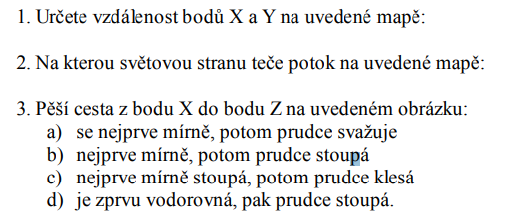 1. Určete vzdálenost bodů X a Y na uvedené mapě:
2. Na kterou světovou stranu teče potok na uvedené mapě:
3. Pěší cesta z bodu X do bodu Z na uvedeném obrázku:
a) se nejprve mírně, potom prudce svažuje
b) nejprve mírně, potom prudce stoupá
c) nejprve mírně stoupá, potom prudce klesá
d) je zprvu vodorovná, pak prudce stoupá.